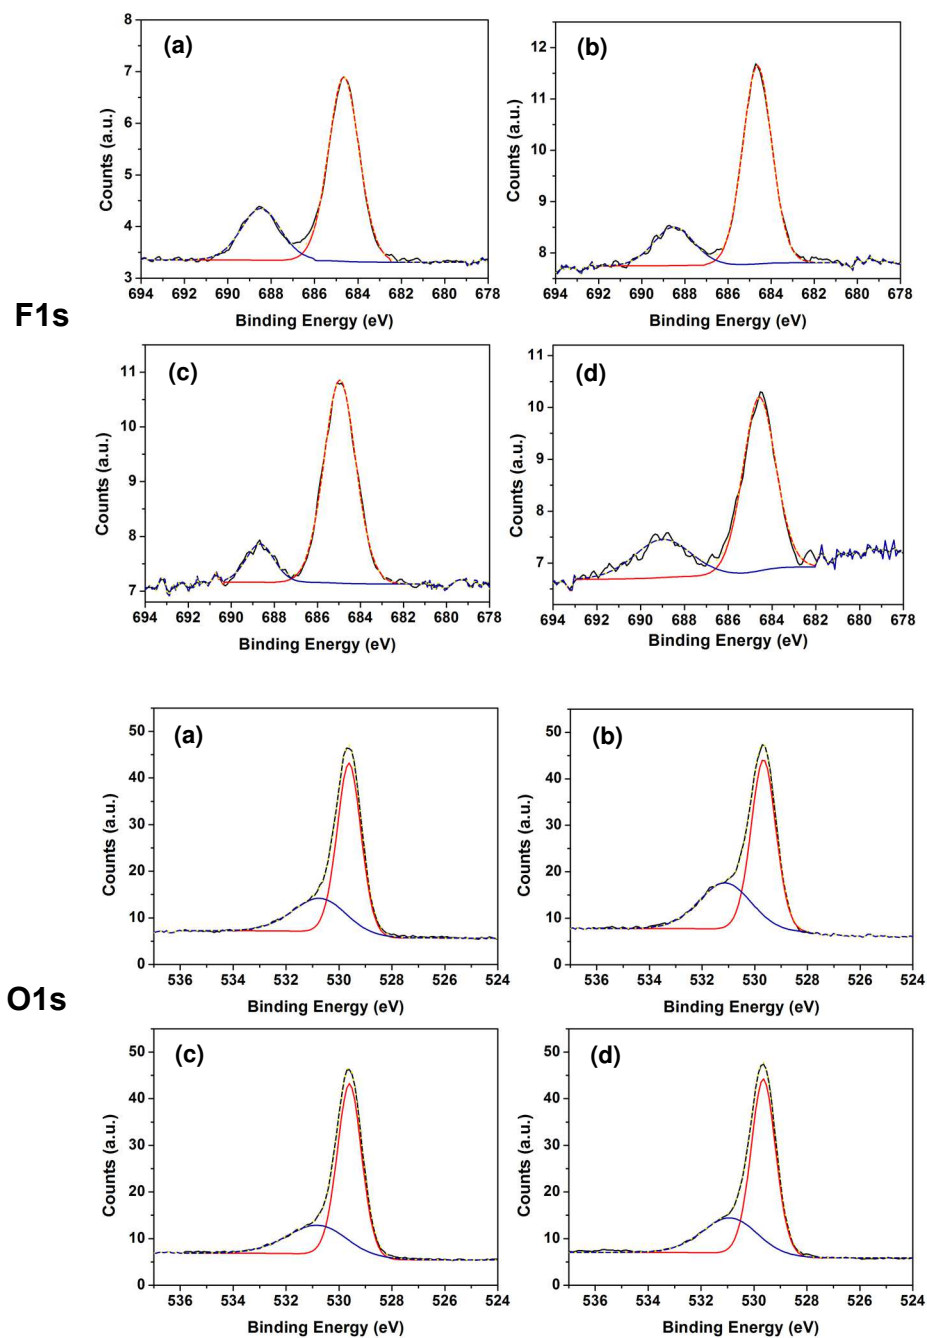 F1s
(a)
8
7
6
5
4
3
Counts (a.u.)
694 692 690 688 686 684 682 680 678
Binding Energy (eV)
(b)
12
11
10
9
8
Counts (a.u.)
694 692 690 688 686 684 682 680 678
Binding Energy (eV)
(c)
11
10
9
8
7
Counts (a.u.)
694 692 690 688 686 684 682 680 678
Binding Energy (eV)
(d)
11
10
9
8
7
Counts (a.u.)
694 692 690 688 686 684 682 680 678
Binding Energy (eV)
O1s
(a)
50
40
30
20
10
0
Counts (a.u.)
536 534 532 530 528 526 524
Binding Energy (eV)
(b)
50
40
30
20
10
0
Counts (a.u.)
536 534 532 530 528 526 524
Binding Energy (eV)
(c)
50
40
30
20
10
0
Counts (a.u.)
536 534 532 530 528 526 524
Binding Energy (eV)
(d)
50
40
30
20
10
0
Counts (a.u.)
536 534 532 530 528 526 524
Binding Energy (eV)